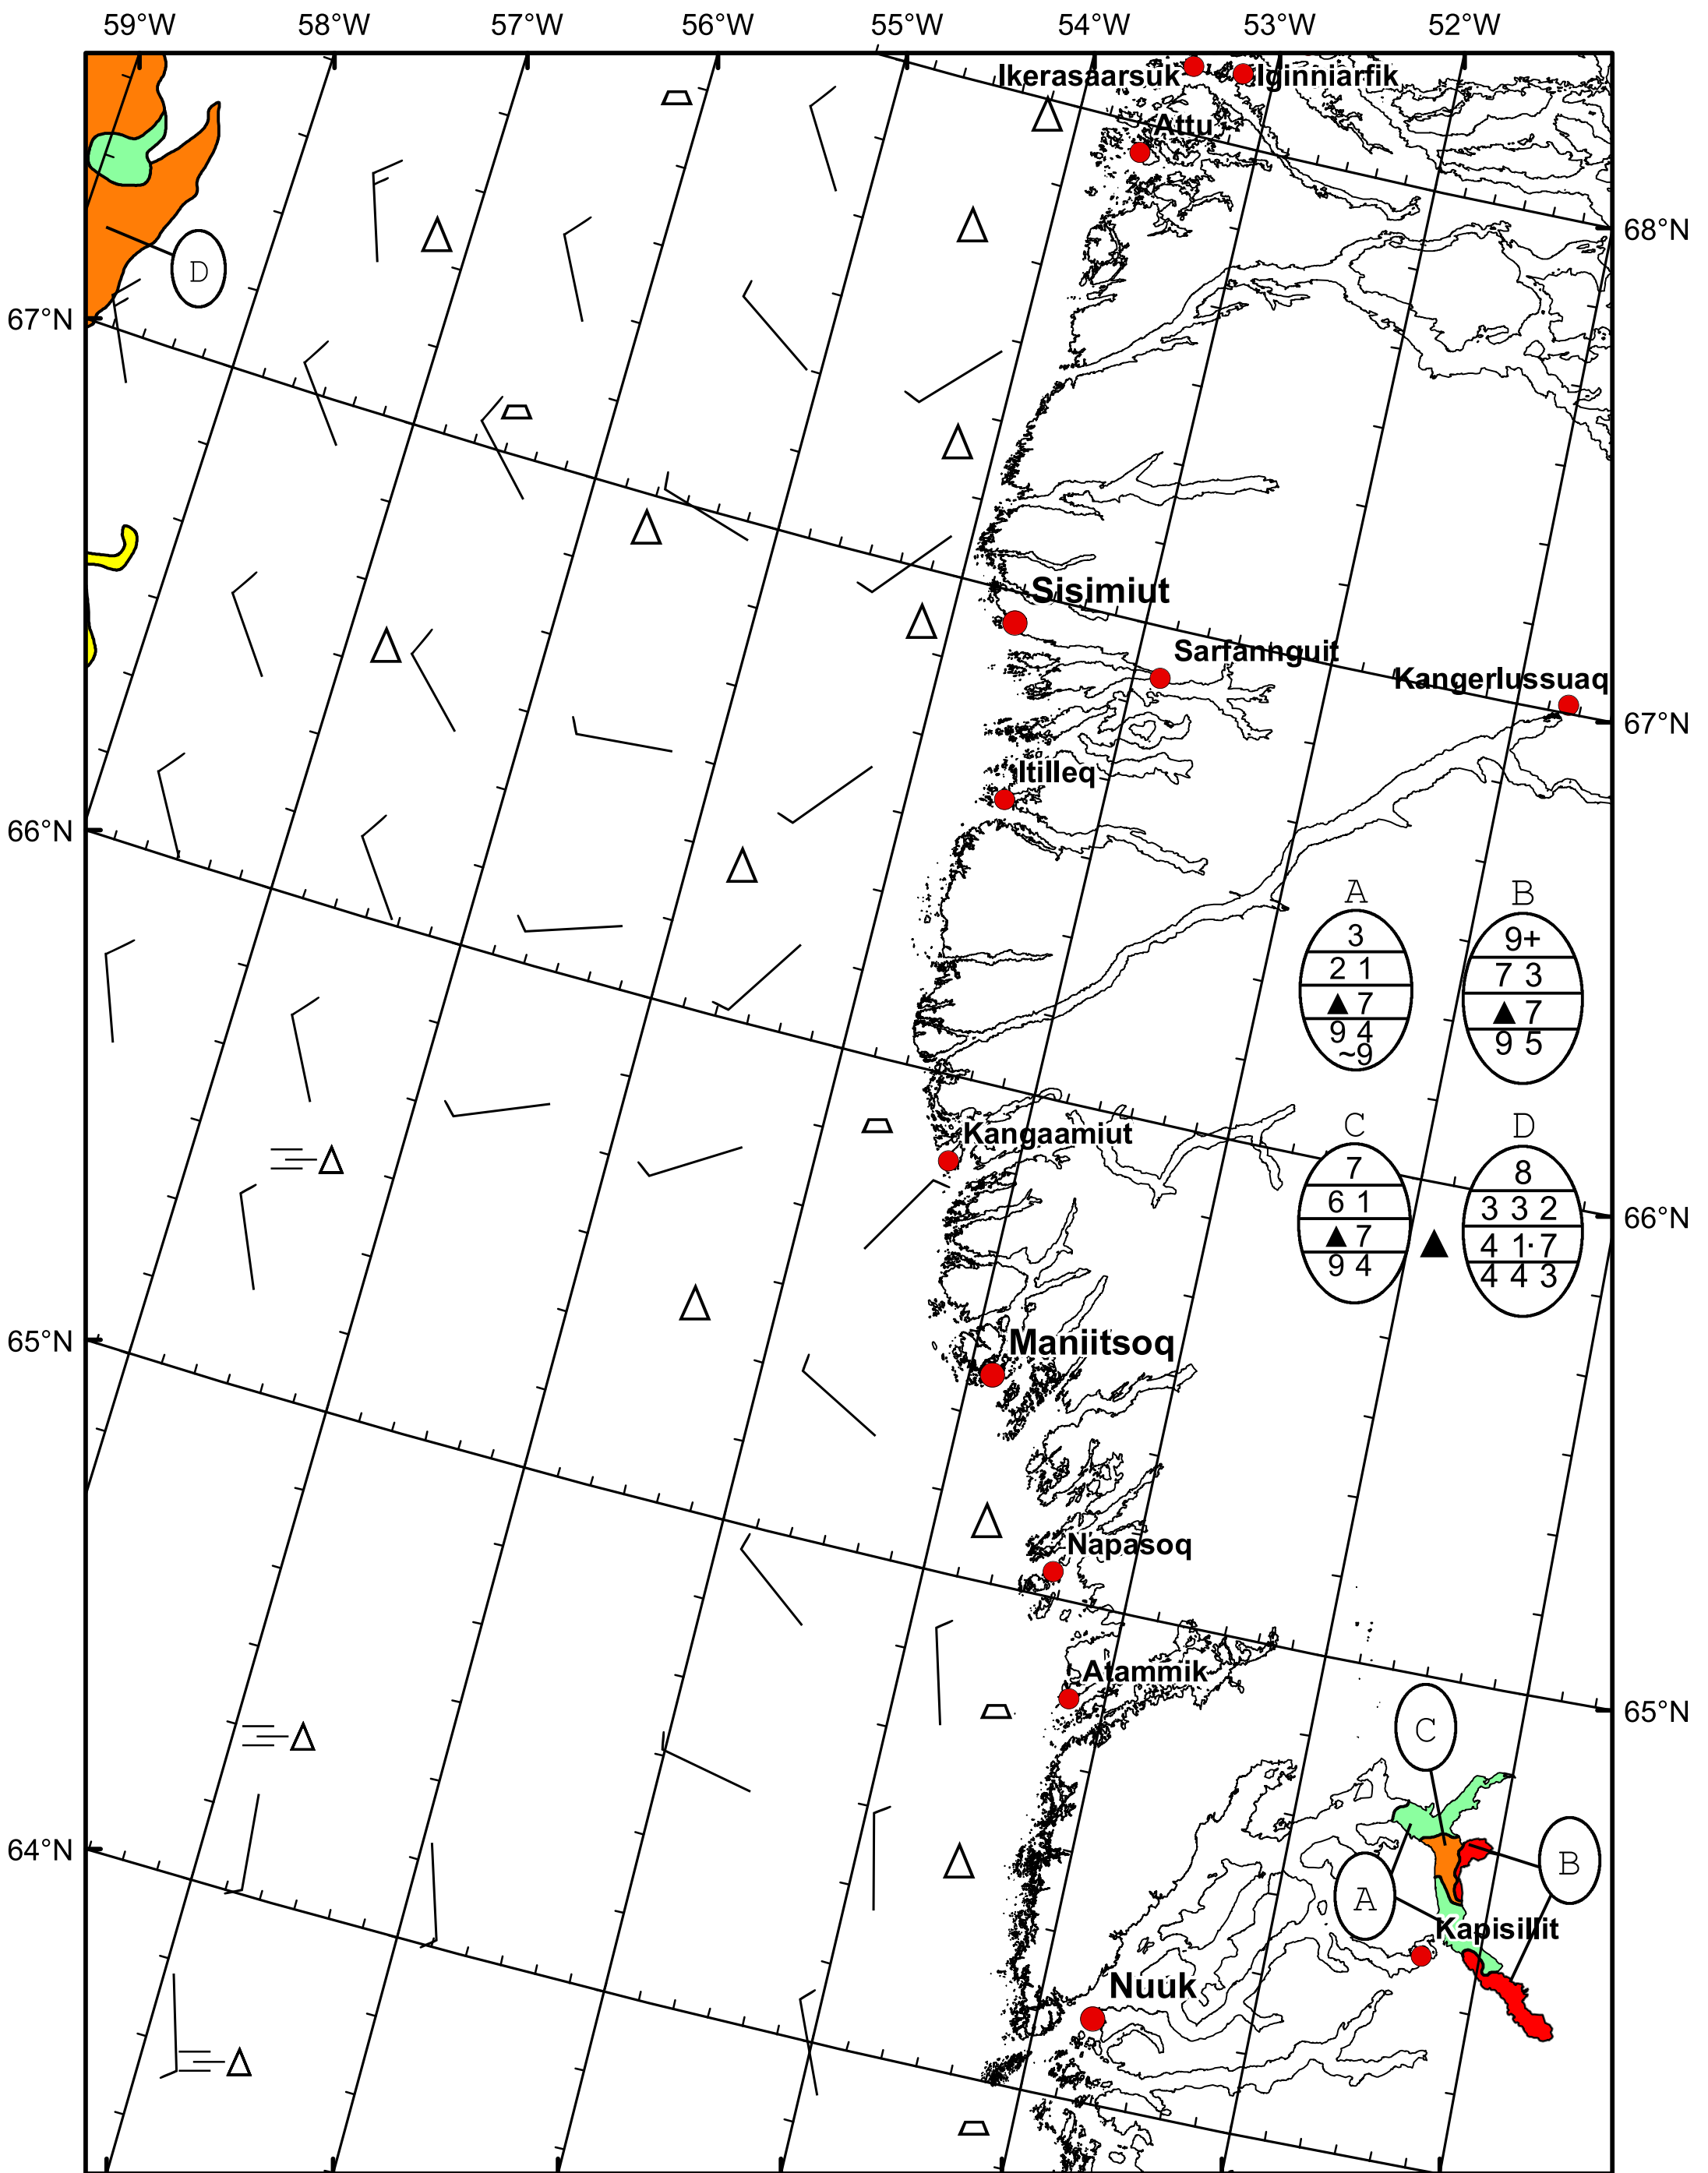 59°W 58°W 57°W 56°W 55°W 54°W 53°W 52°W
Ikerasaarsuk Iginniarfik
Attu
68°N
D
67°N
Sisimiut
Sarfannguit
Kangerlussuaq
67°N
Itilleq
66°N
A B
3 9+
2 1 7 3
▲ 7 ▲ 7
9 4 9 5
~9
Kangaamiut
C D
7 8
6 1 3 3 2
66°N
▲ 7 ▲ 4 1· 7
9 4 4 4 3
65°N
Maniitsoq
Napasoq
Atammik
65°N
C
64°N
B
A
Kapisillit
Nuuk